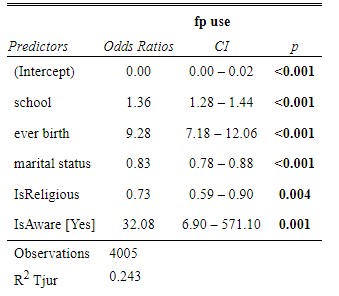 fp use
Predictors Odds Ratios CI p
(Intercept) 0.00 0.00 – 0.02 <0.001
school 1.36 1.28 – 1.44 <0.001
ever birth 9.28 7.18 – 12.06 <0.001
marital status 0.83 0.78 – 0.88 <0.001
IsReligious 0.73 0.59 – 0.90 0.004
IsAware [Yes] 32.08 6.90 – 571.10 0.001
Observations 4005
R² Tjur 0.243